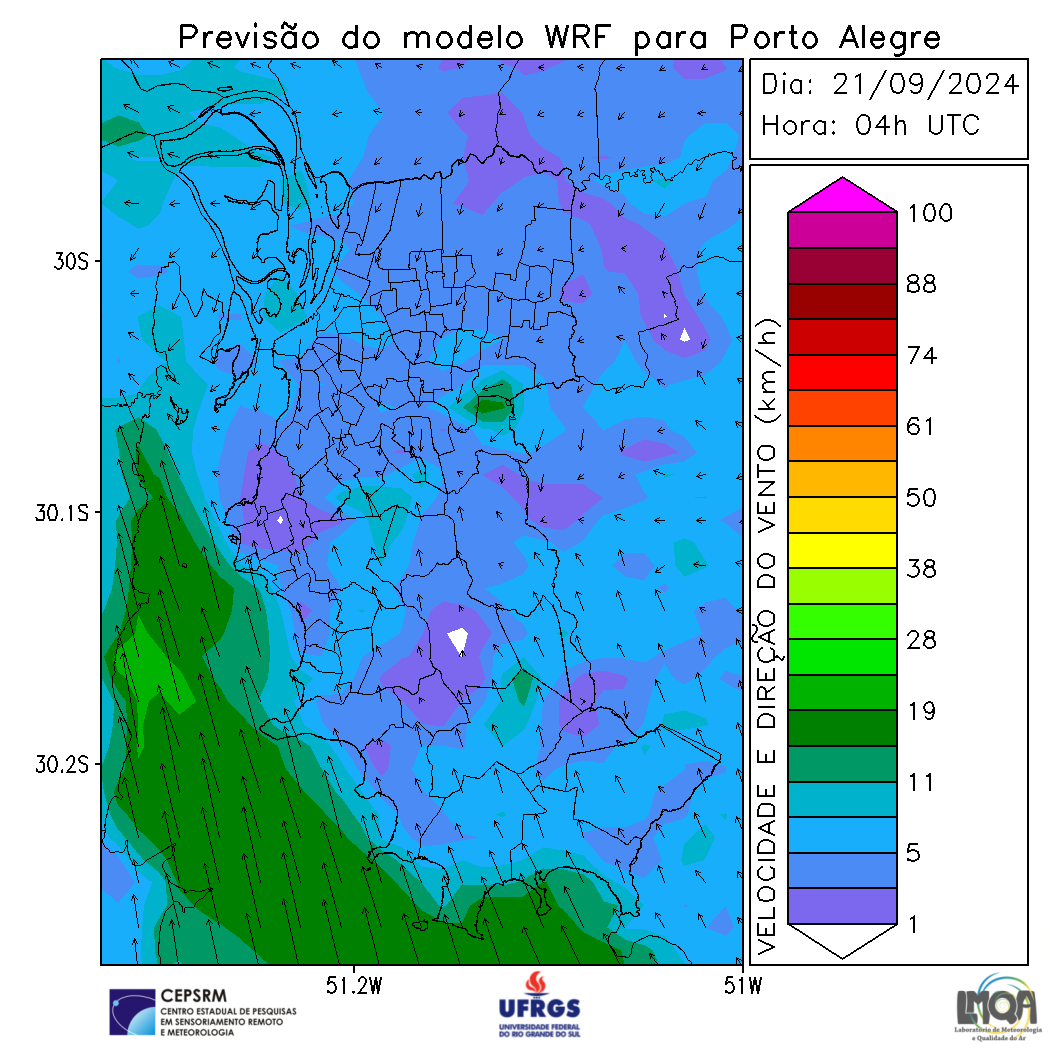 Previsão do modelo WRF para Porto Alegre
Dia: 21/09/2024
Hora: 04h UTC
30S
30.1S
30.2S
51.2W
51W
VELOCIDADE E DIREÇÃO DO VENTO (km/h)
100
88
74
61
50
38
28
19
11
5
1
CEPSRM
CENTRO ESTADUAL DE PESQUISAS
EM SENSORIAMENTO REMOTO
E METEOROLOGIA
UFRGS
UNIVERSIDADE FEDERAL
DO RIO GRANDE DO SUL
LMQA
Laboratório de Meteorologia
e Qualidade do Ar